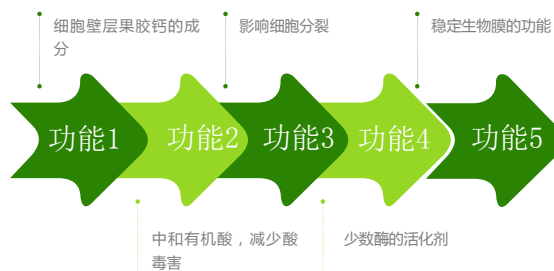 细胞壁层果胶钙的成
分
影响细胞分裂
稳定生物膜的功能
功能1
功能2
功能3
功能4
功能5
中和有机酸，减少酸
毒害
少数酶的活化剂